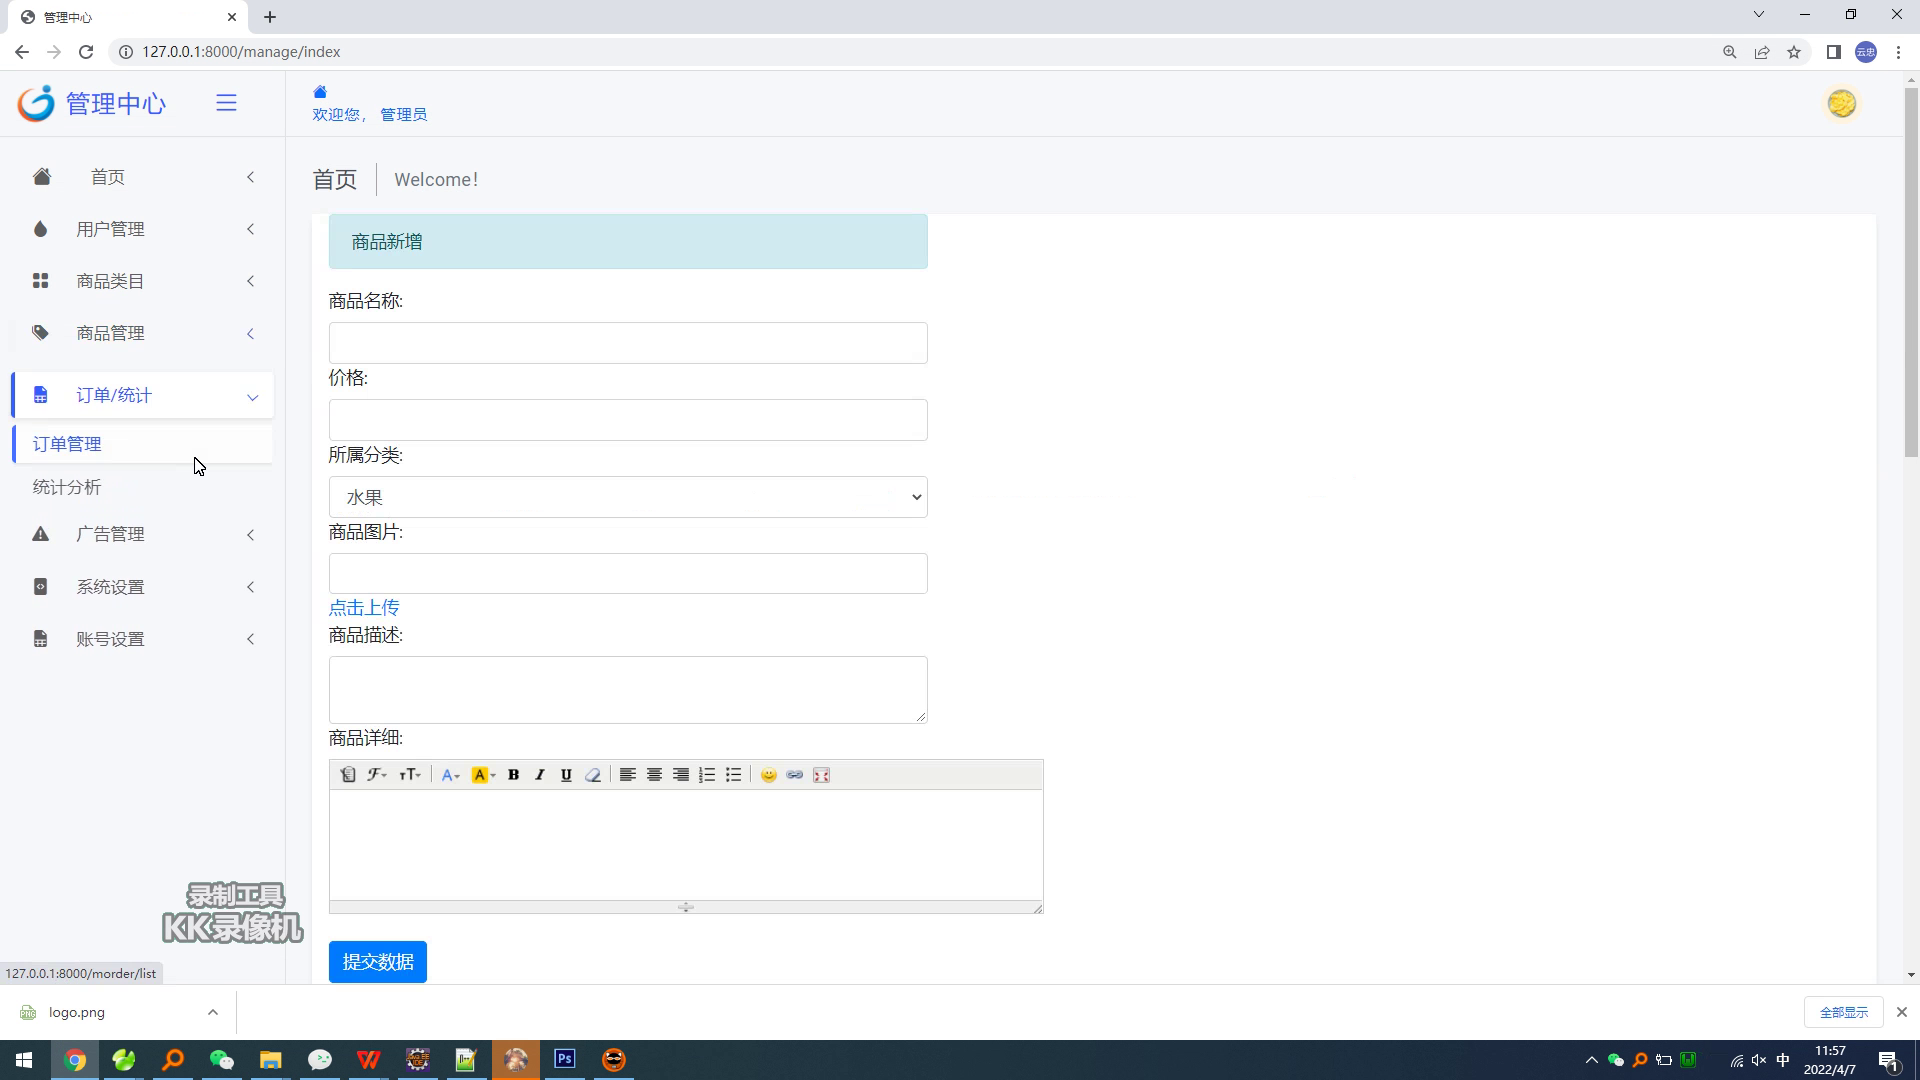 管理中心
127.0.0.1:8000/manage/index
云忠
管理中心
欢迎您， 管理员
首页
用户管理
商品类目
商品管理
订单/统计
订单管理
统计分析
广告管理
系统设置
账号设置
首页
Welcome!
商品新增
商品名称:
价格:
所属分类:
水果
商品图片:
点击上传
商品描述:
商品详细:
提交数据
录制工具
KK录像机
127.0.0.1:8000/morder/list
logo.png
全部显示
中
11:57
2022/4/7
1